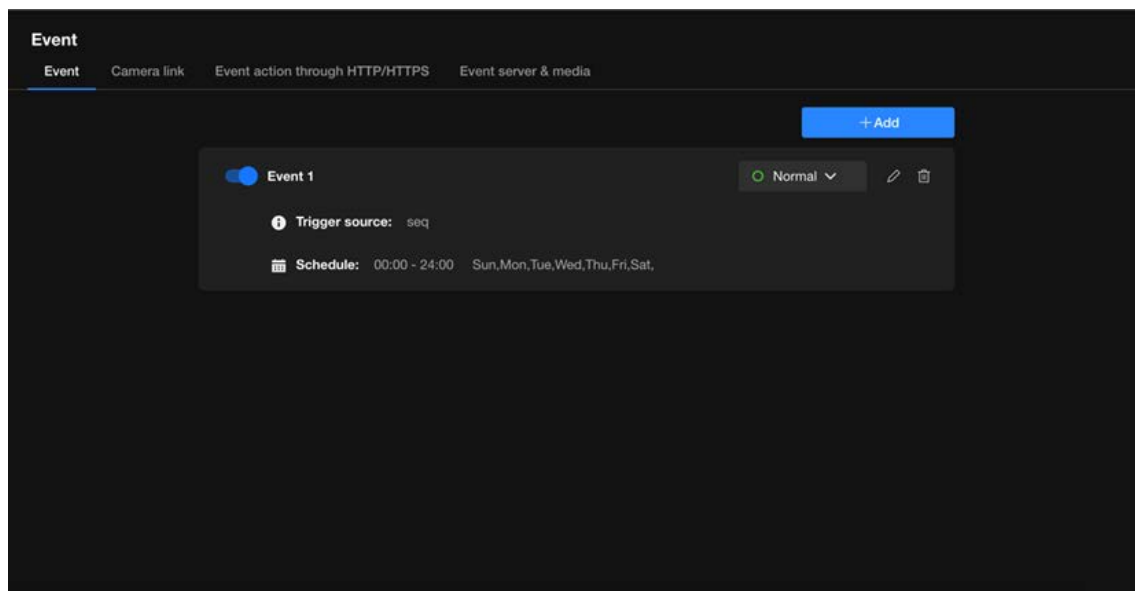 Event
Event Camera link Event action through HTTP/HTTPS Event server & media
+Add
Event 1 Normal
Trigger source: seq
Schedule: 00:00 - 24:00 Sun,Mon,Tue,Wed,Thu,Fri,Sat,